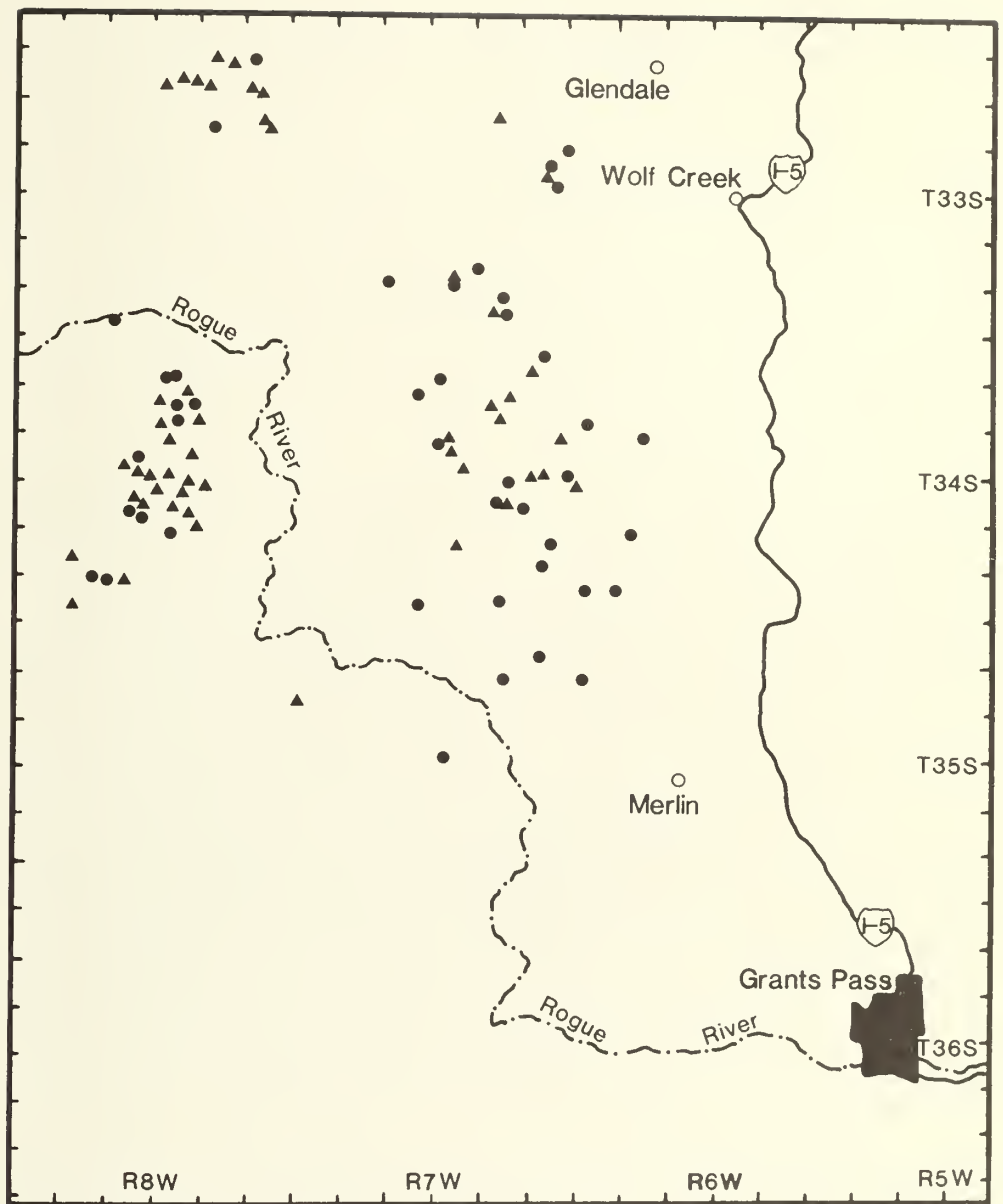 Glendale
Wolf Creek
I-5
T33S
Rogue
River
T34S
T35S
Merlin
I-5
Grants Pass
Rogue
River
T36S
R8W
R7W
R6W
R5W